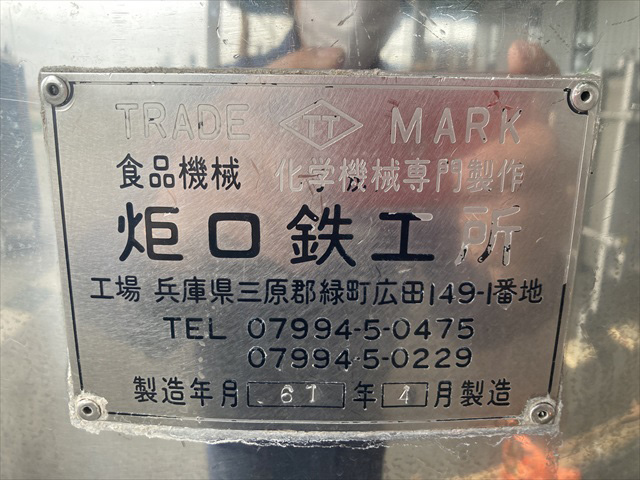 TRADE TT MARK
食品機械 化学機械専門製作
炬口鉄工所
工場 兵庫県三原郡緑町広田149-1番地
TEL 07994-5-0475
07994-5-0229
製造年月 61 年 4 月製造